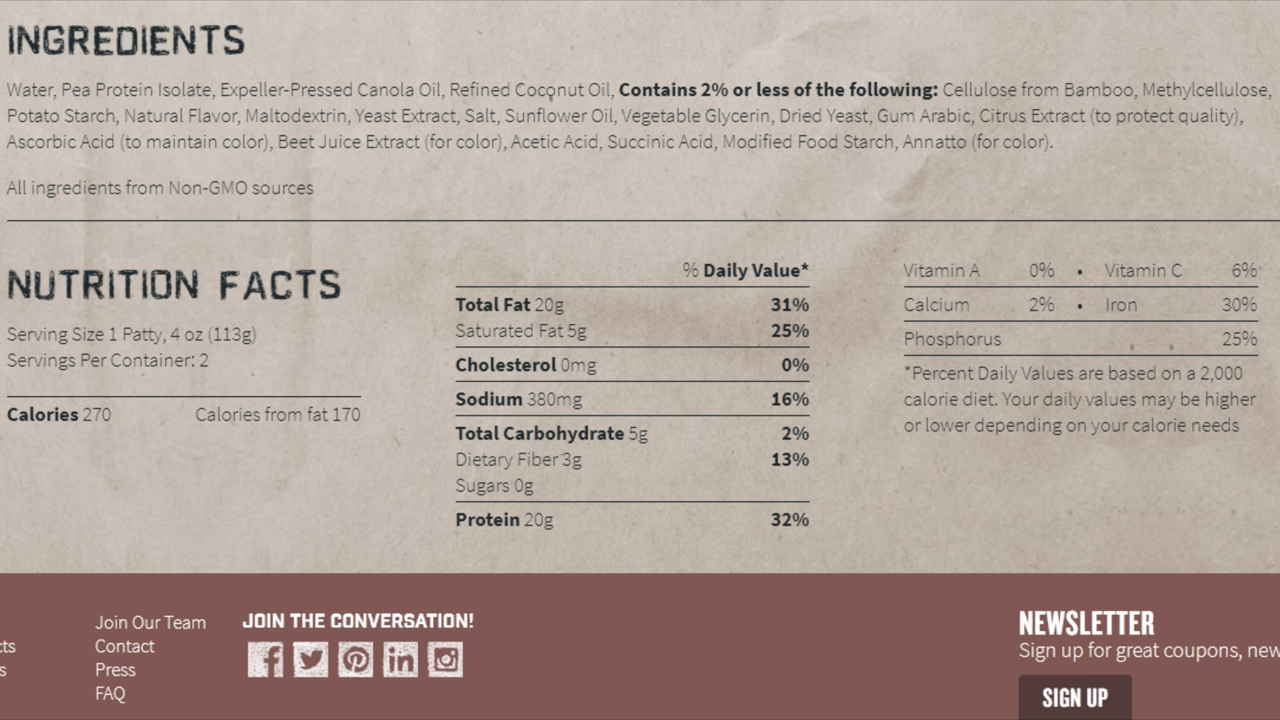 INGREDIENTS
Water, Pea Protein Isolate, Expeller-Pressed Canola Oil, Refined Coconut Oil, Contains 2% or less of the following: Cellulose from Bamboo, Methylcellulose,
Potato Starch, Natural Flavor, Maltodextrin, Yeast Extract, Salt, Sunflower Oil, Vegetable Glycerin, Dried Yeast, Gum Arabic, Citrus Extract (to protect quality),
Ascorbic Acid (to maintain color), Beet Juice Extract (for color), Acetic Acid, Succinic Acid, Modified Food Starch, Annatto (for color).
All ingredients from Non-GMO sources
NUTRITION FACTS
Serving Size 1 Patty, 4 oz (113g)
Servings Per Container: 2
Calories 270 Calories from fat 170
% Daily Value*
Total Fat 20g 31%
Saturated Fat 5g 25%
Cholesterol 0mg 0%
Sodium 380mg 16%
Total Carbohydrate 5g 2%
Dietary Fiber 3g 13%
Sugars 0g
Protein 20g 32%
Vitamin A 0% • Vitamin C 6%
Calcium 2% • Iron 30%
Phosphorus 25%
*Percent Daily Values are based on a 2,000
calorie diet. Your daily values may be higher
or lower depending on your calorie needs
Join Our Team
Contact
Press
FAQ
JOIN THE CONVERSATION!
NEWSLETTER
Sign up for great coupons, new
SIGN UP